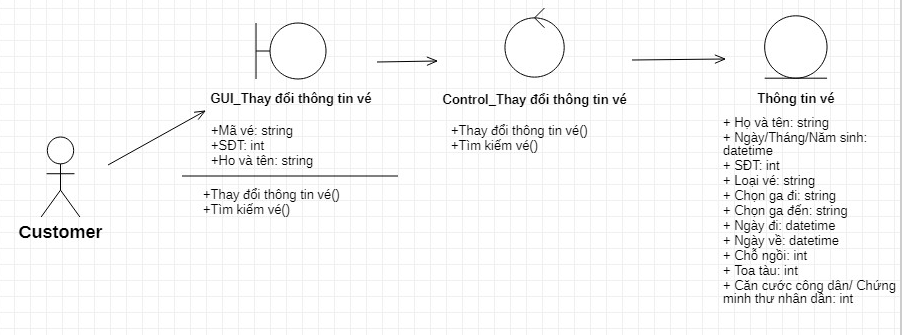 GUI_Thay đổi thông tin vé
+Mã vé: string
+SĐT: int
+Họ và tên: string
+Thay đổi thông tin vé()
+Tìm kiếm vé()
Customer
Control_Thay đổi thông tin vé
+Thay đổi thông tin vé()
+Tìm kiếm vé()
Thông tin vé
+ Họ và tên: string
+ Ngày/Tháng/Năm sinh:
datetime
+ SĐT: int
+ Loại vé: string
+ Chọn ga đi: string
+ Chọn ga đến: string
+ Ngày đi: datetime
+ Ngày về: datetime
+ Chỗ ngồi: int
+ Toa tàu: int
+ Căn cước công dân/ Chứng
minh thư nhân dân: int